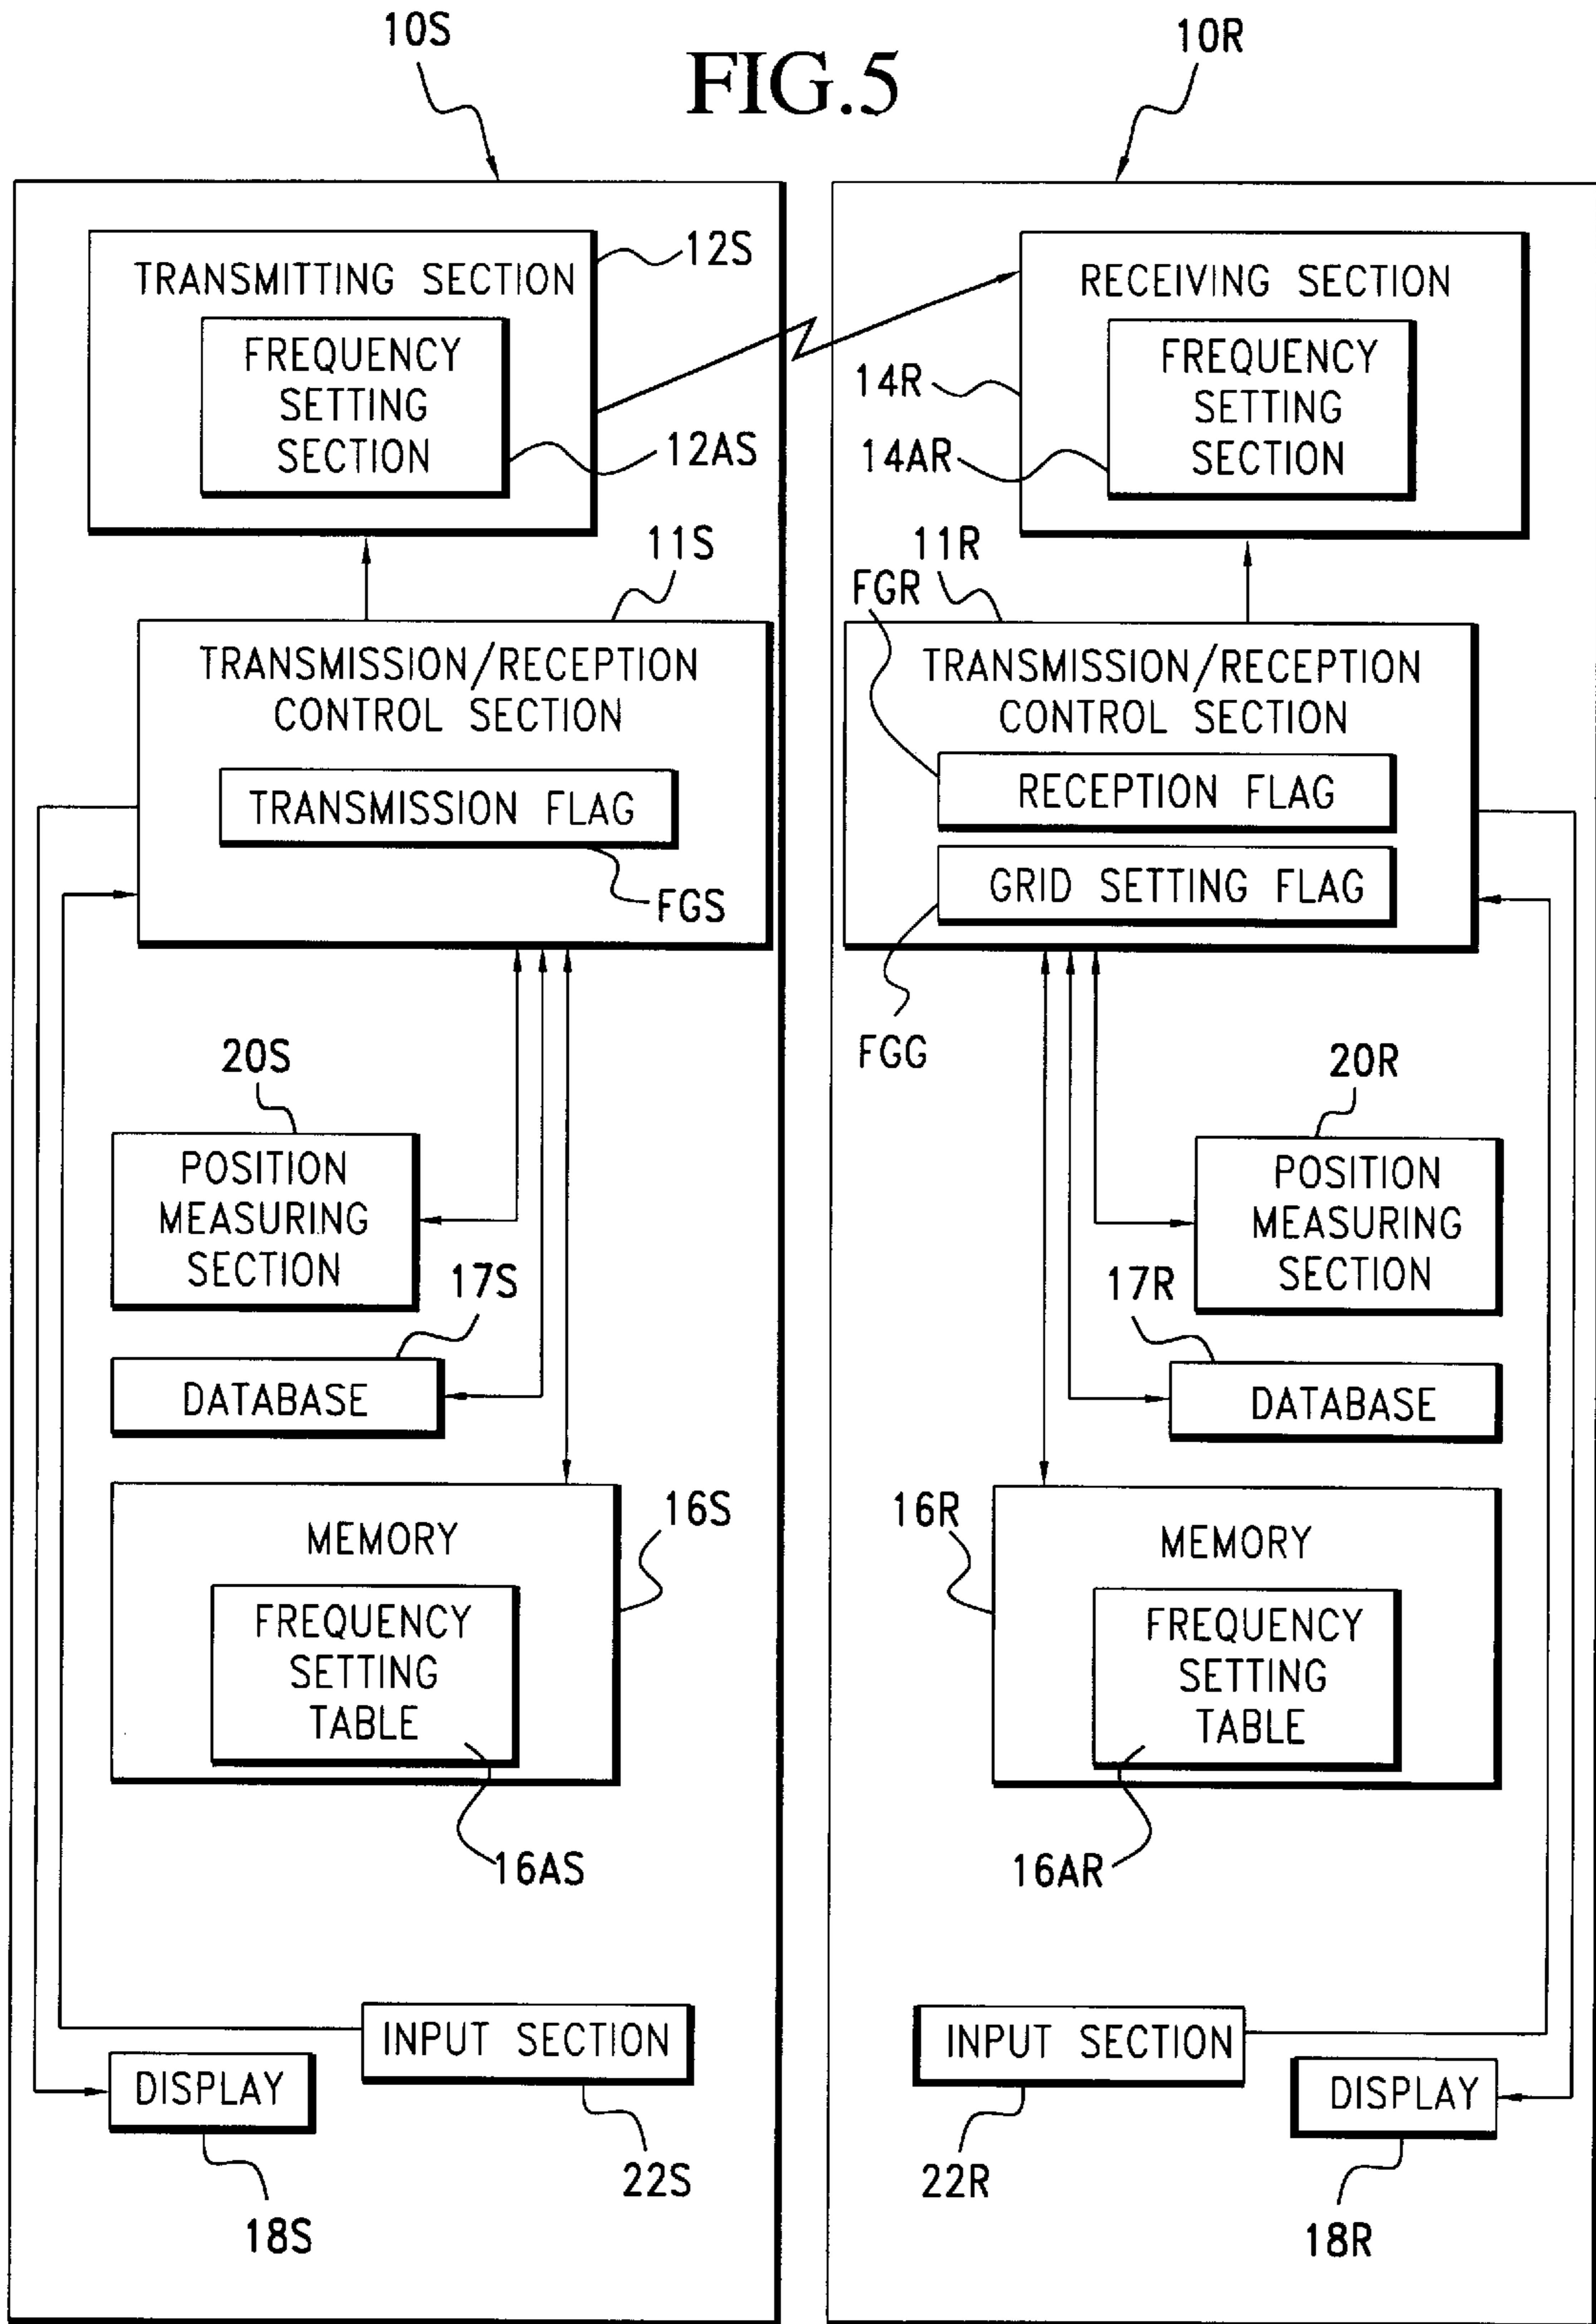 FIG.5
10S
10R
TRANSMITTING SECTION
12S
FREQUENCY
SETTING
SECTION
12AS
RECEIVING SECTION
FREQUENCY
SETTING
SECTION
14R
14AR
11S
TRANSMISSION/RECEPTION
CONTROL SECTION
TRANSMISSION FLAG
FGS
11R
FGR
TRANSMISSION/RECEPTION
CONTROL SECTION
RECEPTION FLAG
GRID SETTING FLAG
FGG
20S
POSITION
MEASURING
SECTION
17S
DATABASE
20R
POSITION
MEASURING
SECTION
17R
DATABASE
MEMORY
16S
FREQUENCY
SETTING
TABLE
16AS
16R
MEMORY
FREQUENCY
SETTING
TABLE
16AR
INPUT SECTION
DISPLAY
22S
18S
INPUT SECTION
DISPLAY
22R
18R